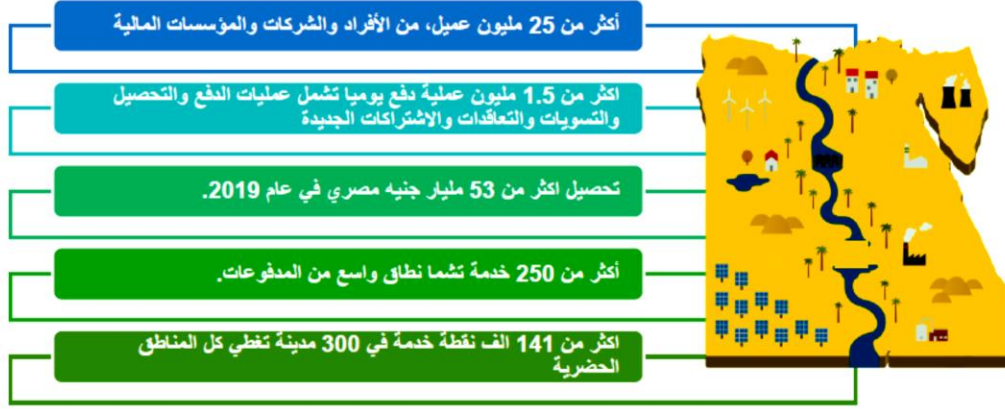 أكثر من 25 مليون عميل، من الأفراد والشركات والمؤسسات المالية
اكثر من 1.5 مليون عملية دفع يوميا تشمل عمليات الدفع والتحصيل
والتسويات والتعاقدات والاشتراكات الجديدة
تحصيل اكثر من 53 مليار جنيه مصري في عام 2019.
أكثر من 250 خدمة تشما نطاق واسع من المدفوعات.
اكثر من 141 الف نقطة خدمة في 300 مدينة تغطي كل المناطق
الحضرية